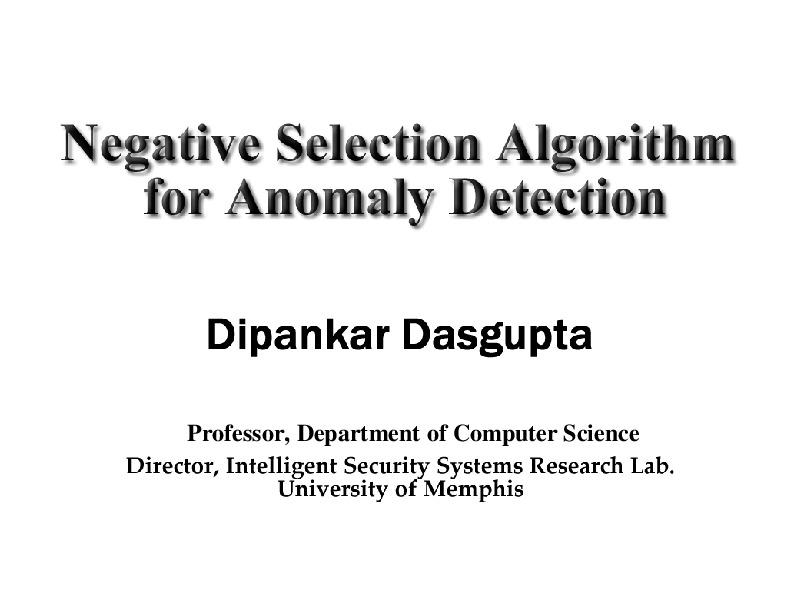 Negative Selection Algorithm
for Anomaly Detection
Dipankar Dasgupta
Professor, Department of Computer Science
Director, Intelligent Security Systems Research Lab.
University of Memphis